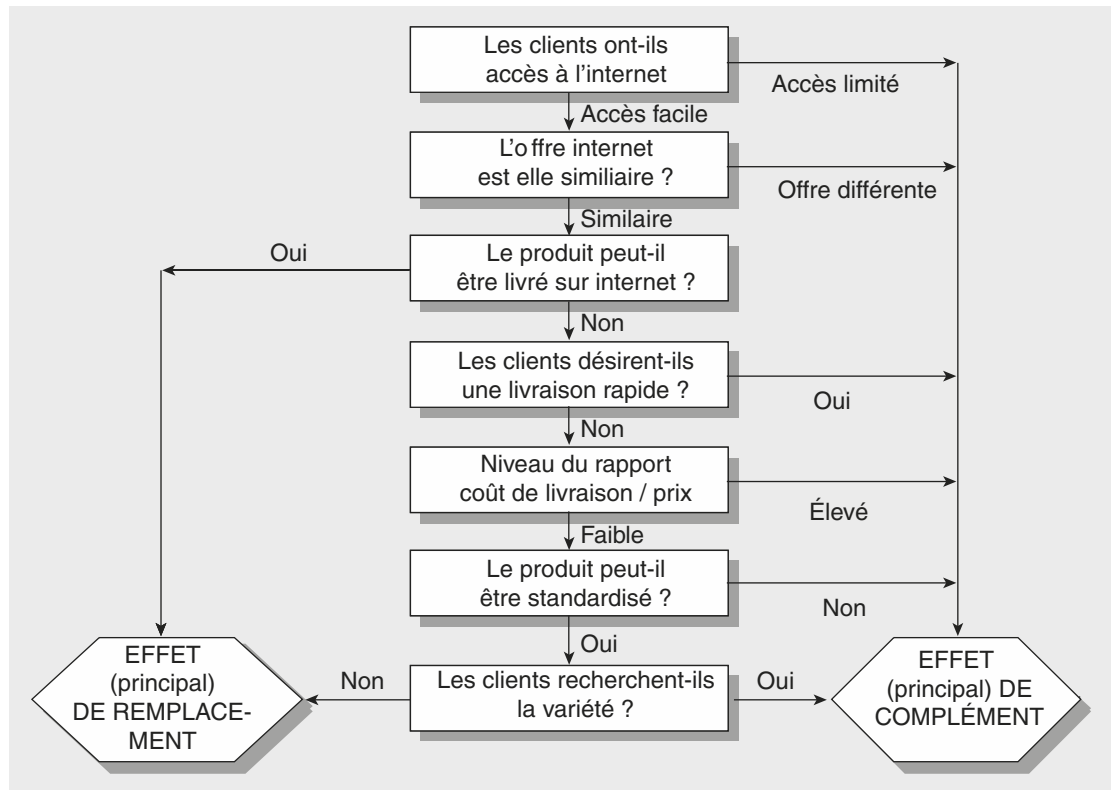 Les clients ont-ils
accès à l'internet
Accès limité
Accès facile
L'offre internet
est elle similiaire ?
Offre différente
Similaire
Oui
Le produit peut-il
être livré sur internet ?
Non
Les clients désirent-ils
une livraison rapide ?
Oui
Non
Niveau du rapport
coût de livraison / prix
Élevé
Faible
Le produit peut-il
être standardisé ?
Non
Oui
EFFET
(principal)
DE REMPLACE-
MENT
Non
Les clients recherchent-ils
la variété ?
Oui
EFFET
(principal) DE
COMPLÉMENT